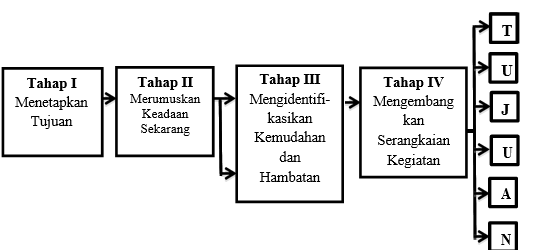 Tahap I
Menetapkan
Tujuan
Tahap II
Merumuskan
Keadaan
Sekarang
Tahap III
Mengidentifi-
kasikan
Kemudahan
dan
Hambatan
Tahap IV
Mengembang
kan
Serangkaian
Kegiatan
T
U
J
U
A
N